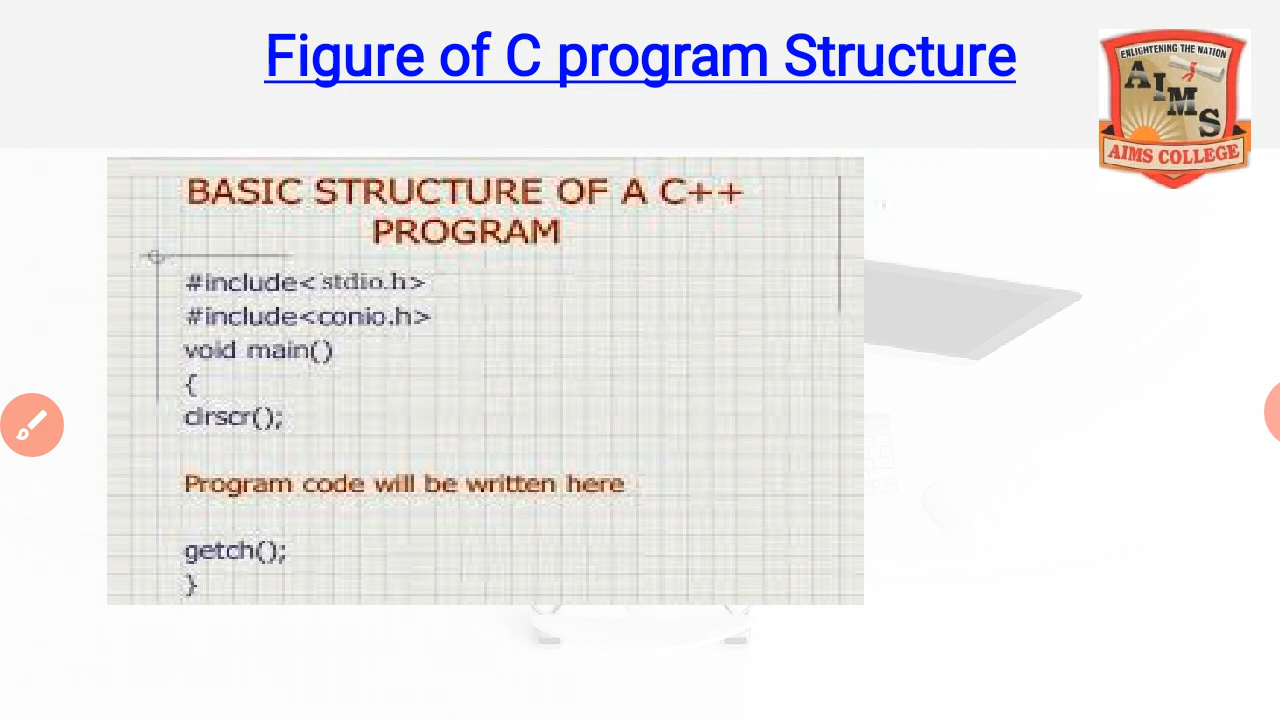 Figure of C program Structure
ENLIGHTENING THE NATION
AIMS
AIMS COLLEGE
BASIC STRUCTURE OF A C++
PROGRAM
#include<stdio.h>
#include<conio.h>
void main()
{
clrscr();
Program code will be written here
getch();
}